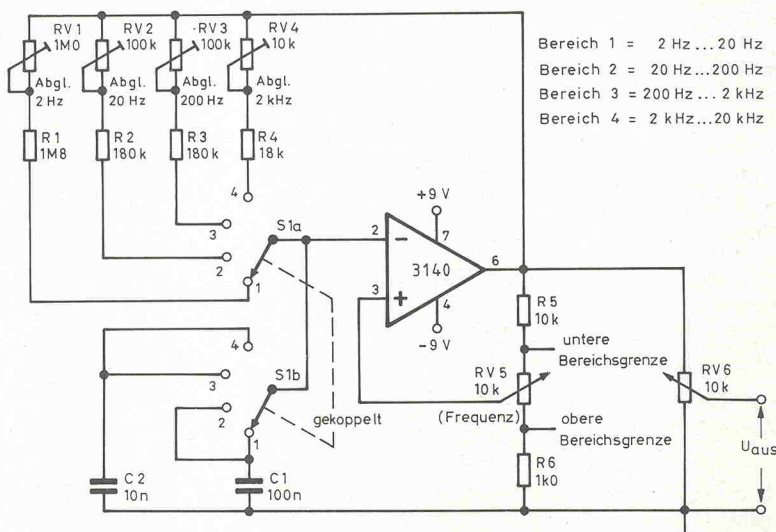 RV1
1M0
RV2
100k
RV3
100k
RV4
10k
Bereich 1 = 2 Hz...20 Hz
Bereich 2 = 20 Hz...200 Hz
Bereich 3 = 200 Hz...2 kHz
Bereich 4 = 2 kHz...20 kHz
Abgl.
2 Hz
Abgl.
20 Hz
Abgl.
200 Hz
Abgl.
2 kHz
R1
1M8
R2
180k
R3
180k
R4
18k
4
3
2
1
S1a
+9 V
2
7
-
3140
6
3
+
4
-9V
R5
10k
untere
Bereichsgrenze
RV5
10k
(Frequenz)
obere
Bereichsgrenze
RV6
10k
4
3
2
1
S1b
gekoppelt
C2
10n
C1
100n
R6
1k0
Uaus